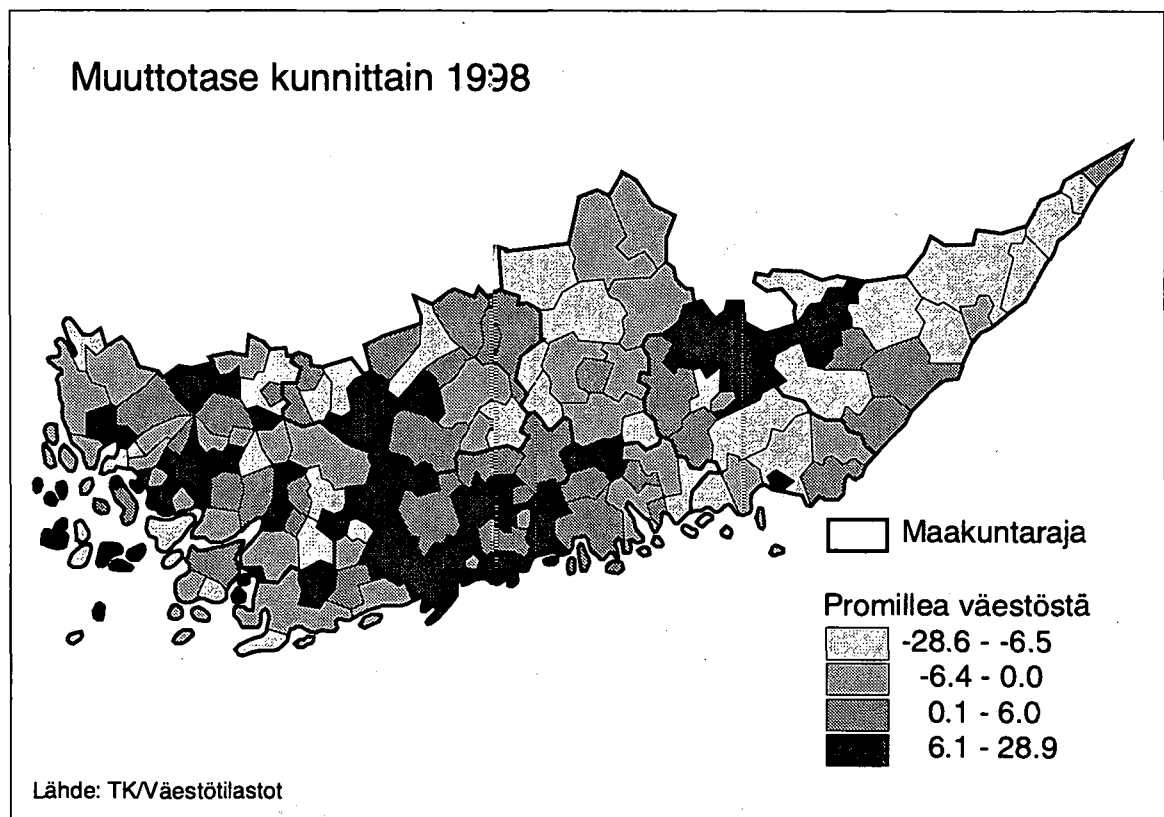 Muuttotase kunnittain 1998
Maakuntaraja
Promillea väestöstä
-28.6 - -6.5
-6.4 - 0.0
0.1 - 6.0
6.1 - 28.9
Lähde: TK/Väestötilastot